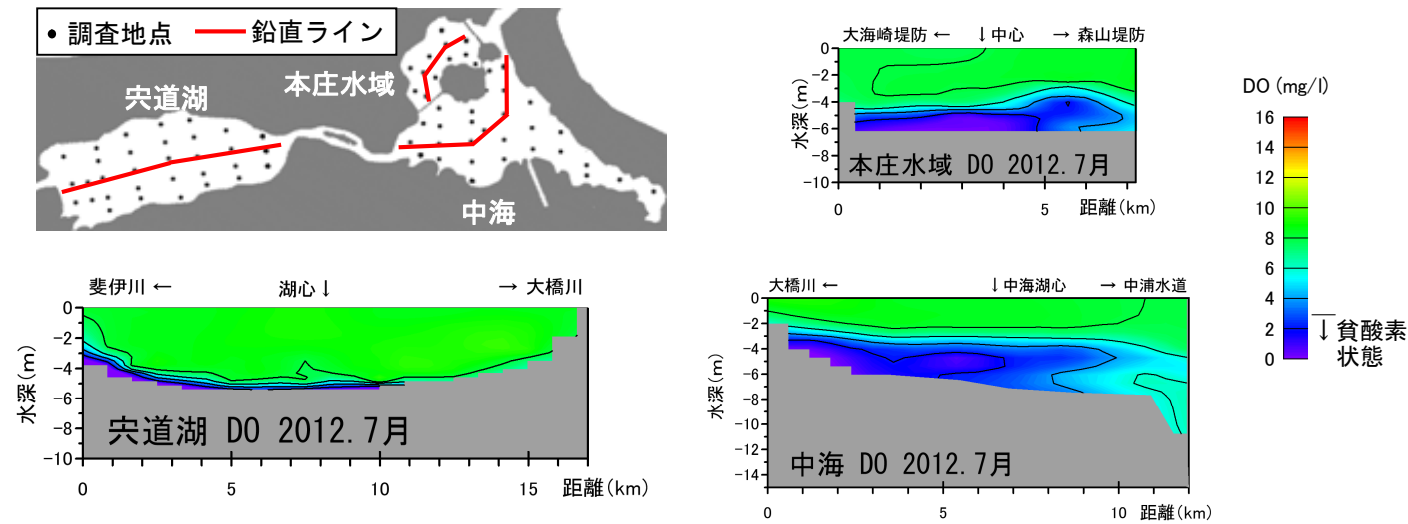 • 調査地点 鉛直ライン
宍道湖
本庄水域
中海
大海崎堤防 ← ↓中心 → 森山堤防
0
-2
-4
-6
-8
-10
水深(m)
本庄水域 DO 2012.7月
0 5 距離(km)
DO (mg/l)
16
14
12
10
8
6
4
2
0
↓貧酸素
状態
斐伊川 ← 湖心↓ → 大橋川
0
-2
-4
-6
-8
-10
水深(m)
宍道湖 DO 2012.7月
0 5 10 15 距離(km)
大橋川 ← ↓中海湖心 → 中浦水道
0
-2
-4
-6
-8
-10
-12
-14
水深(m)
中海 DO 2012.7月
0 5 10 距離(km)